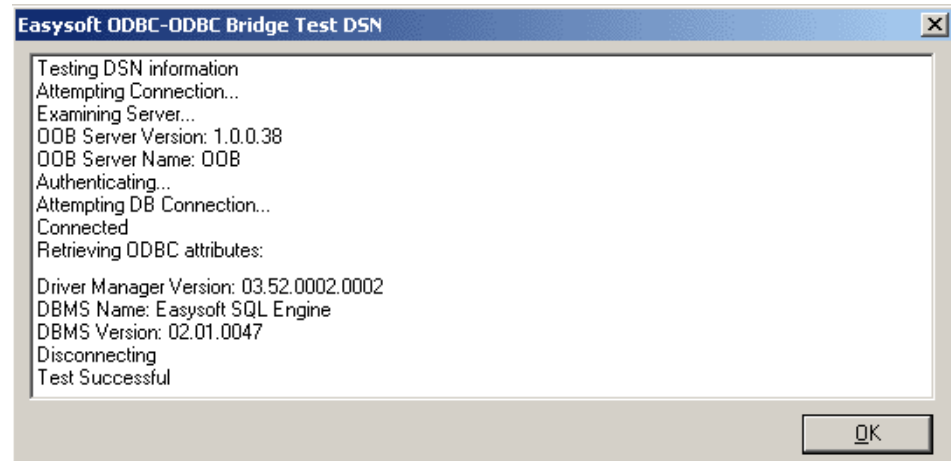 Easysoft ODBC-ODBC Bridge Test DSN
Testing DSN information
Attempting Connection...
Examining Server...
OOB Server Version: 1.0.0.38
OOB Server Name: OOB
Authenticating...
Attempting DB Connection...
Connected
Retrieving ODBC attributes:
Driver Manager Version: 03.52.0002.0002
DBMS Name: Easysoft SQL Engine
DBMS Version: 02.01.0047
Disconnecting
Test Successful
OK